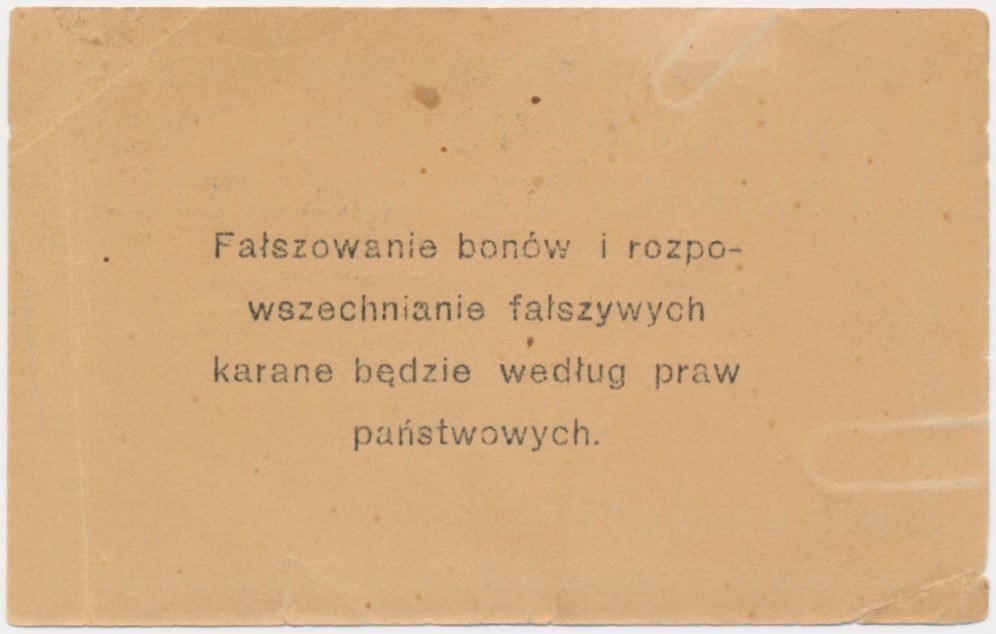 Fałszowanie bonów i rozpo-
wszechnianie fałszywych
karane będzie według praw
państwowych.